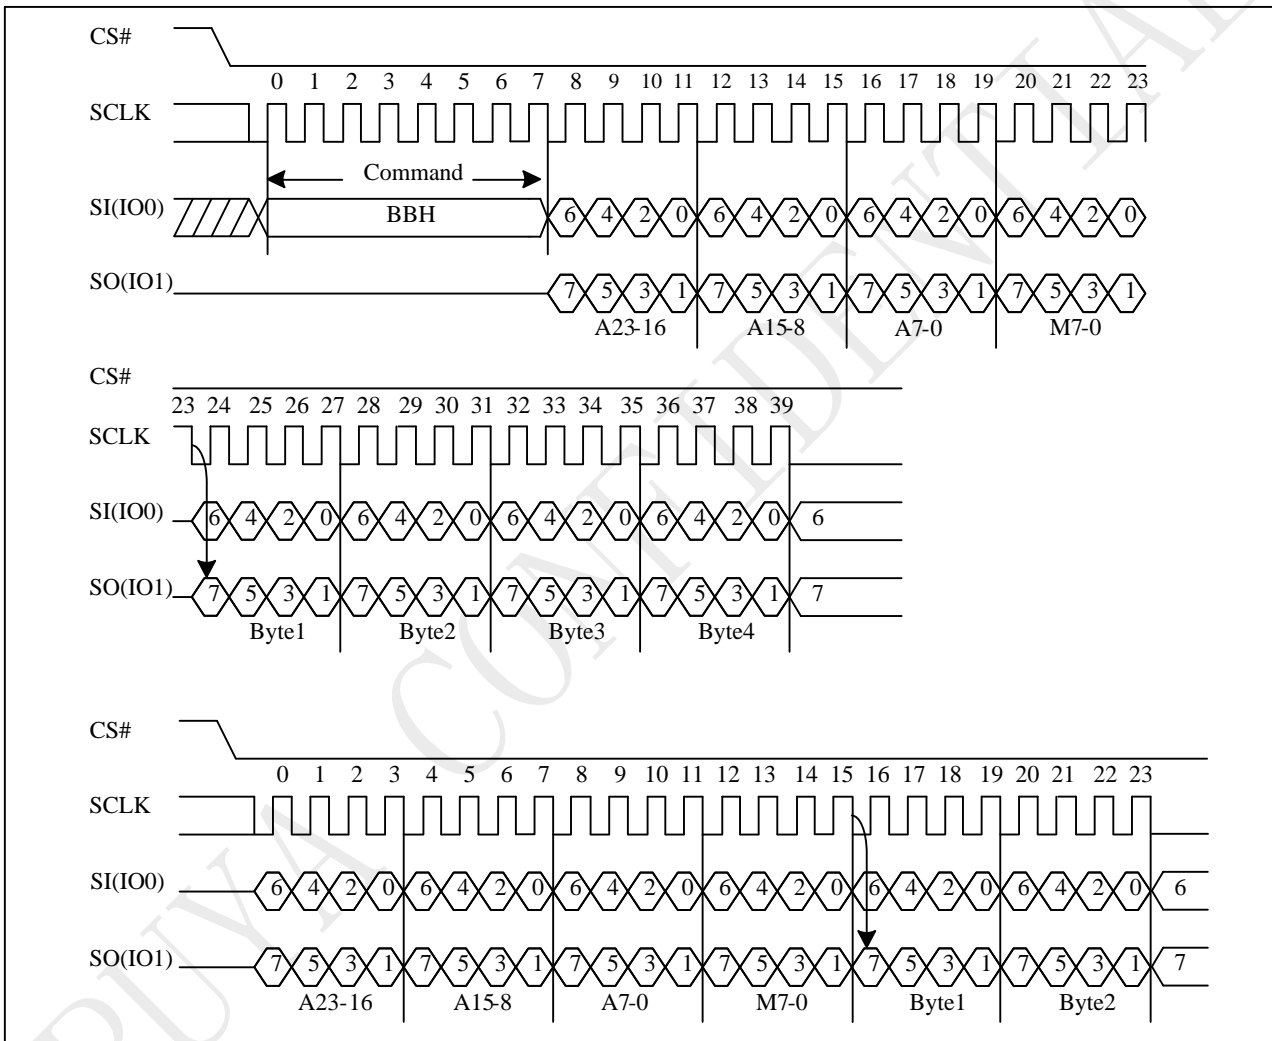 CS#
0 1 2 3 4 5 6 7 8 9 10 11 12 13 14 15 16 17 18 19 20 21 22 23
SCLK
Command
SI(IO0) BBH 6 4 2 0 6 4 2 0 6 4 2 0 6 4 2 0
SO(IO1) 7 5 3 1 7 5 3 1 7 5 3 1 7 5 3 1
A23-16 A15-8 A7-0 M7-0
CS#
23 24 25 26 27 28 29 30 31 32 33 34 35 36 37 38 39
SCLK
SI(IO0) 6 4 2 0 6 4 2 0 6 4 2 0 6 4 2 0 6
SO(IO1) 7 5 3 1 7 5 3 1 7 5 3 1 7 5 3 1 7
Byte1 Byte2 Byte3 Byte4
CS#
0 1 2 3 4 5 6 7 8 9 10 11 12 13 14 15 16 17 18 19 20 21 22 23
SCLK
SI(IO0) 6 4 2 0 6 4 2 0 6 4 2 0 6 4 2 0 6 4 2 0 6 4 2 0 6
SO(IO1) 7 5 3 1 7 5 3 1 7 5 3 1 7 5 3 1 7 5 3 1 7 5 3 1 7
A23-16 A15-8 A7-0 M7-0 Byte1 Byte2
PUYA CONFIDENTIAL